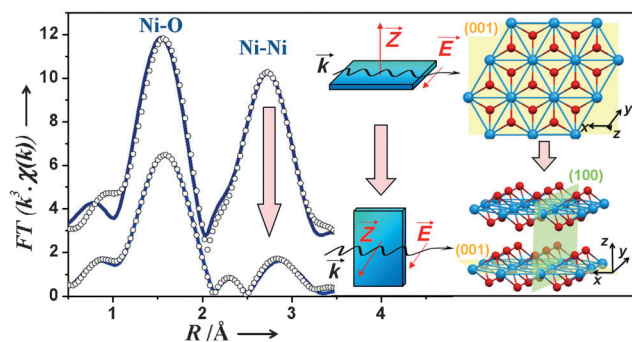 Ni-O
Ni-Ni
FT (k³. χ(k)) →
12
10
8
6
4
2
0
1
2
3
4
R /Å →
k
Z
E
k
Z
E
(001)
x
y
z
(100)
(001)
z
y
x